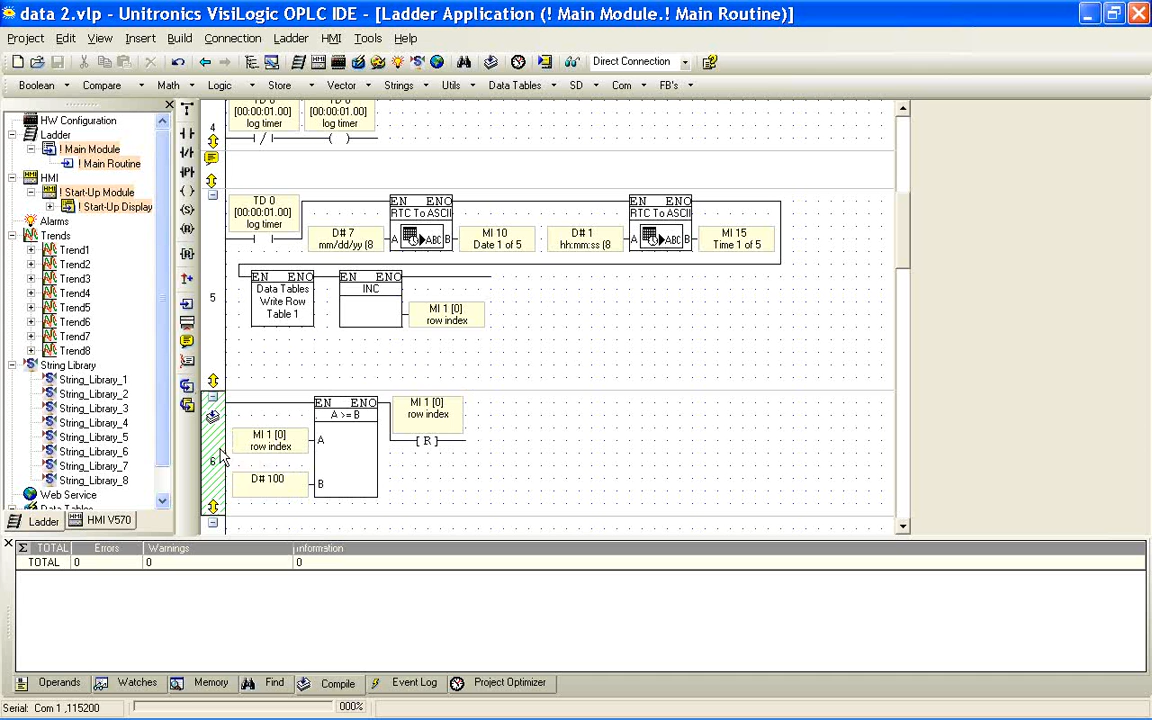 data 2.vlp - Unitronics VisiLogic OPLC IDE - [Ladder Application (! Main Module.! Main Routine)]
Project Edit View Insert Build Connection Ladder HMI Tools Help
Direct Connection
Boolean Compare Math Logic Store Vector Strings Utils Data Tables SD Com FB's
HW Configuration
Ladder
! Main Module
! Main Routine
HMI
! Start-Up Module
! Start-Up Display
Alarms
Trends
Trend1
Trend2
Trend3
Trend4
Trend5
Trend6
Trend7
Trend8
String Library
String_Library_1
String_Library_2
String_Library_3
String_Library_4
String_Library_5
String_Library_6
String_Library_7
String_Library_8
Web Service
Data Tables
Ladder HMI V570
4
TD 0 TD 0
[00:00:01.00] [00:00:01.00]
log timer log timer
5
TD 0
[00:00:01.00]
log timer
EN ENO
RTC To ASCII
D# 7
mm/dd/yy (8
A ABC B
MI 10
Date 1 of 5
EN ENO
RTC To ASCII
D# 1
hh:mm:ss (8
A ABC B
MI 15
Time 1 of 5
EN ENO
Data Tables
Write Row
Table 1
EN ENO
INC
MI 1 [0]
row index
6
EN ENO
A >= B
MI 1 [0]
row index
A
D# 100
B
MI 1 [0]
row index
R
Σ TOTAL Errors Warnings Information
TOTAL 0 0 0
Operands Watches Memory Find Compile Event Log Project Optimizer
Serial: Com 1 ,115200 000%